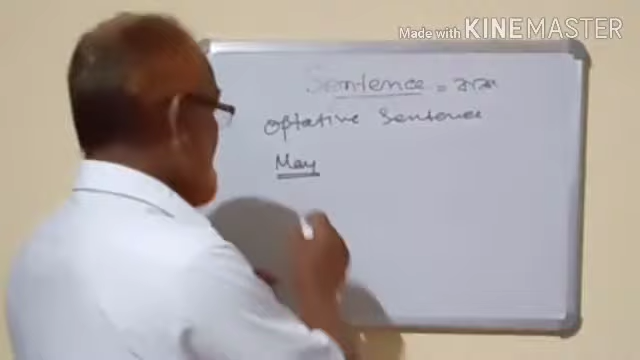 Made with KINEMASTER
Sentence = বাক্য
Optative Sentence
May